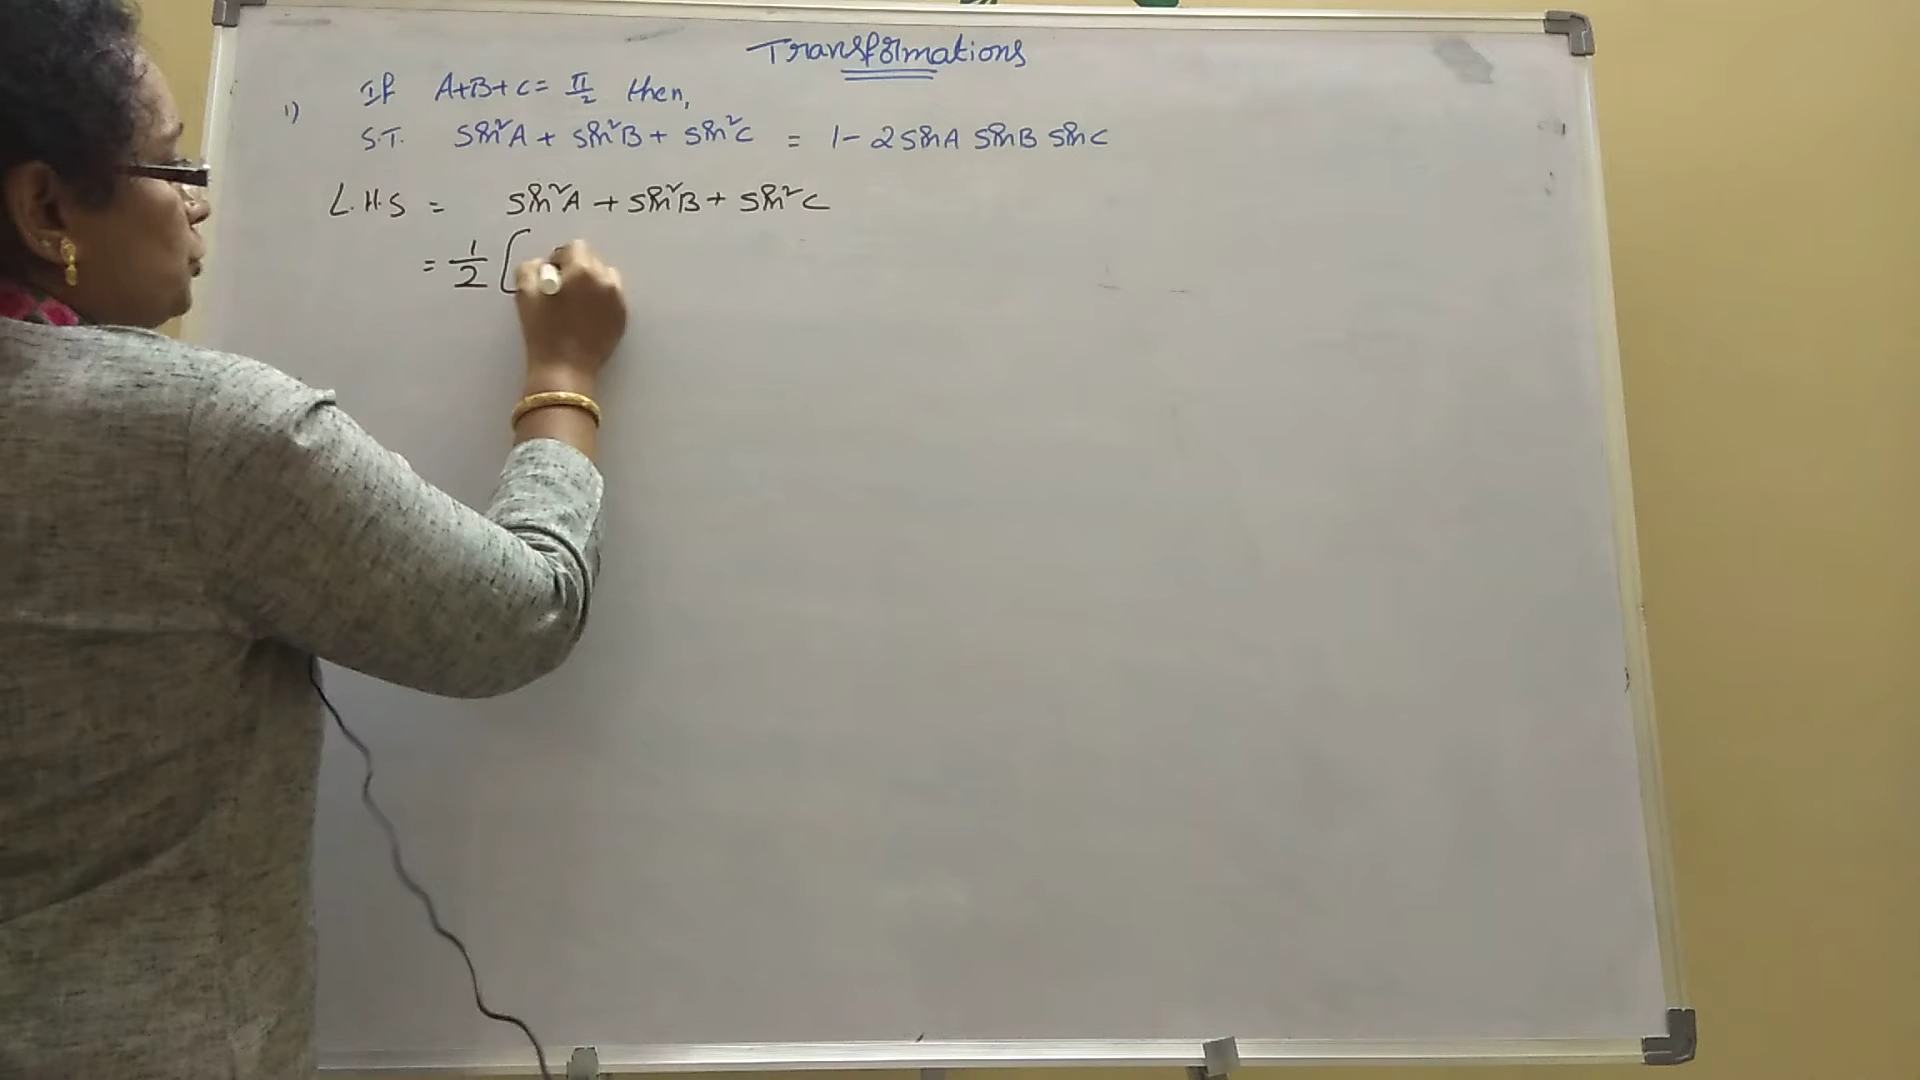 Transformations
1) If A+B+C = π/2 then,
S.T. sin²A + sin²B + sin²C = 1 - 2 sinA sinB sinC
L.H.S = sin²A + sin²B + sin²C
= 1/2 [